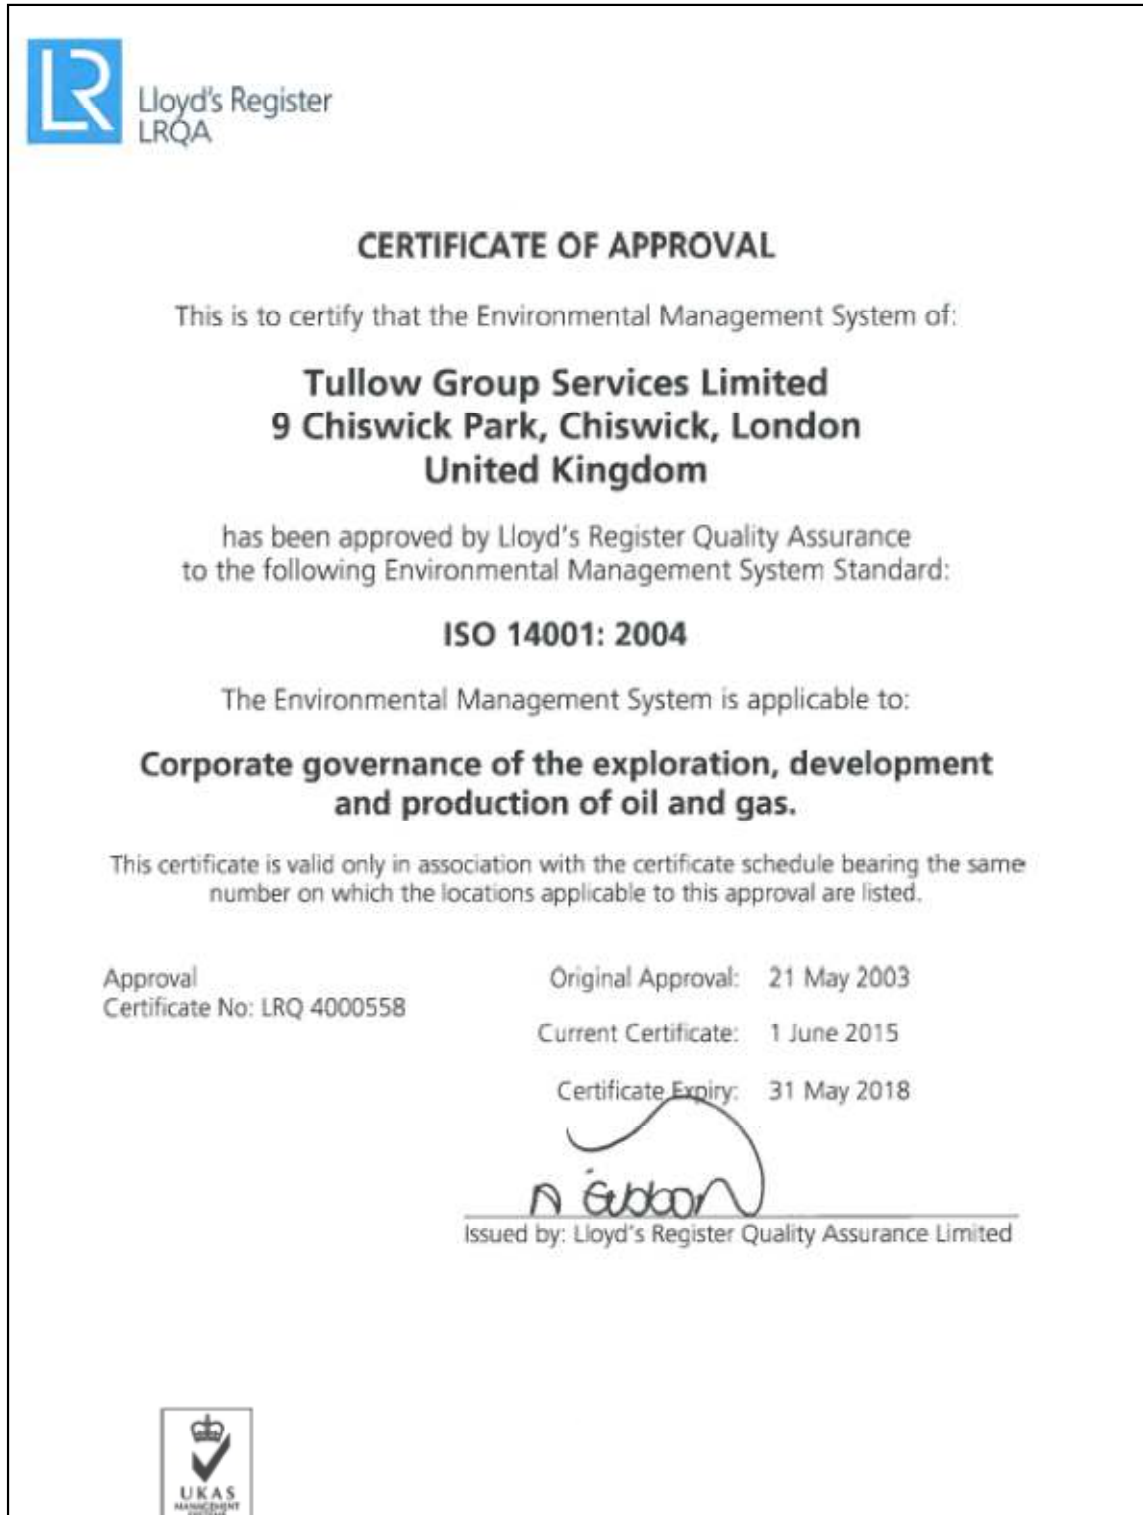 LR
Lloyd's Register
LRQA
CERTIFICATE OF APPROVAL
This is to certify that the Environmental Management System of:
Tullow Group Services Limited
9 Chiswick Park, Chiswick, London
United Kingdom
has been approved by Lloyd's Register Quality Assurance
to the following Environmental Management System Standard:
ISO 14001: 2004
The Environmental Management System is applicable to:
Corporate governance of the exploration, development
and production of oil and gas.
This certificate is valid only in association with the certificate schedule bearing the same
number on which the locations applicable to this approval are listed.
Approval
Certificate No: LRQ 4000558
Original Approval: 21 May 2003
Current Certificate: 1 June 2015
Certificate Expiry: 31 May 2018
A Gibbon
Issued by: Lloyd's Register Quality Assurance Limited
UKAS
MANAGEMENT
SYSTEMS